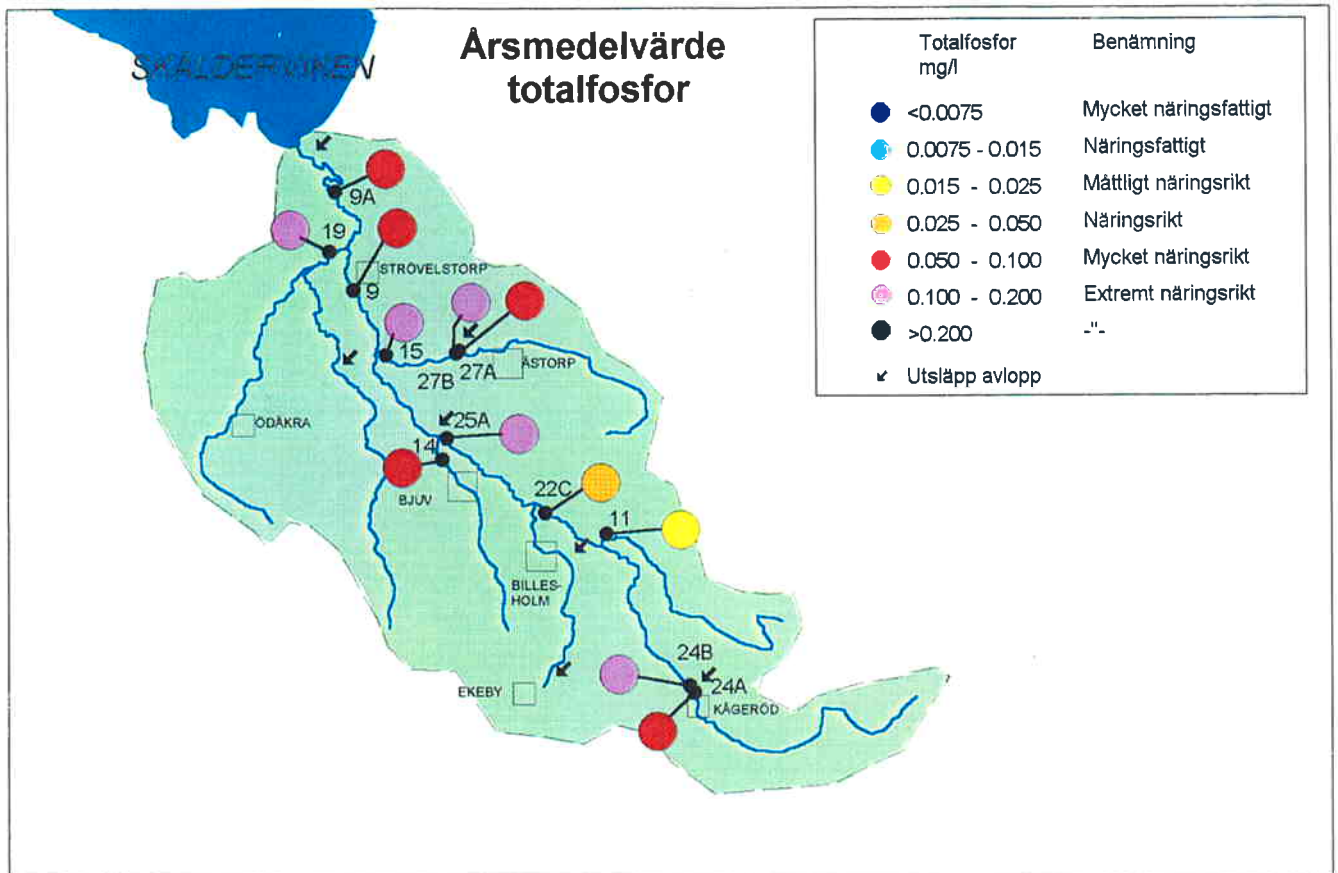 Årsmedelvärde
totalfosfor
SKÄLDERVIKEN
Totalfosfor Benämning
mg/l
<0.0075 Mycket näringsfattigt
0.0075 - 0.015 Näringsfattigt
0.015 - 0.025 Måttligt näringsrikt
0.025 - 0.050 Näringsrikt
0.050 - 0.100 Mycket näringsrikt
0.100 - 0.200 Extremt näringsrikt
>0.200 -"-
Utsläpp avlopp
9A
19
STRÖVELSTORP
9
15
27B
27A
ÅSTORP
ÖDÅKRA
25A
14
BJUV
22C
11
BILLES-
HOLM
24B
24A
EKEBY
KÅGERÖD